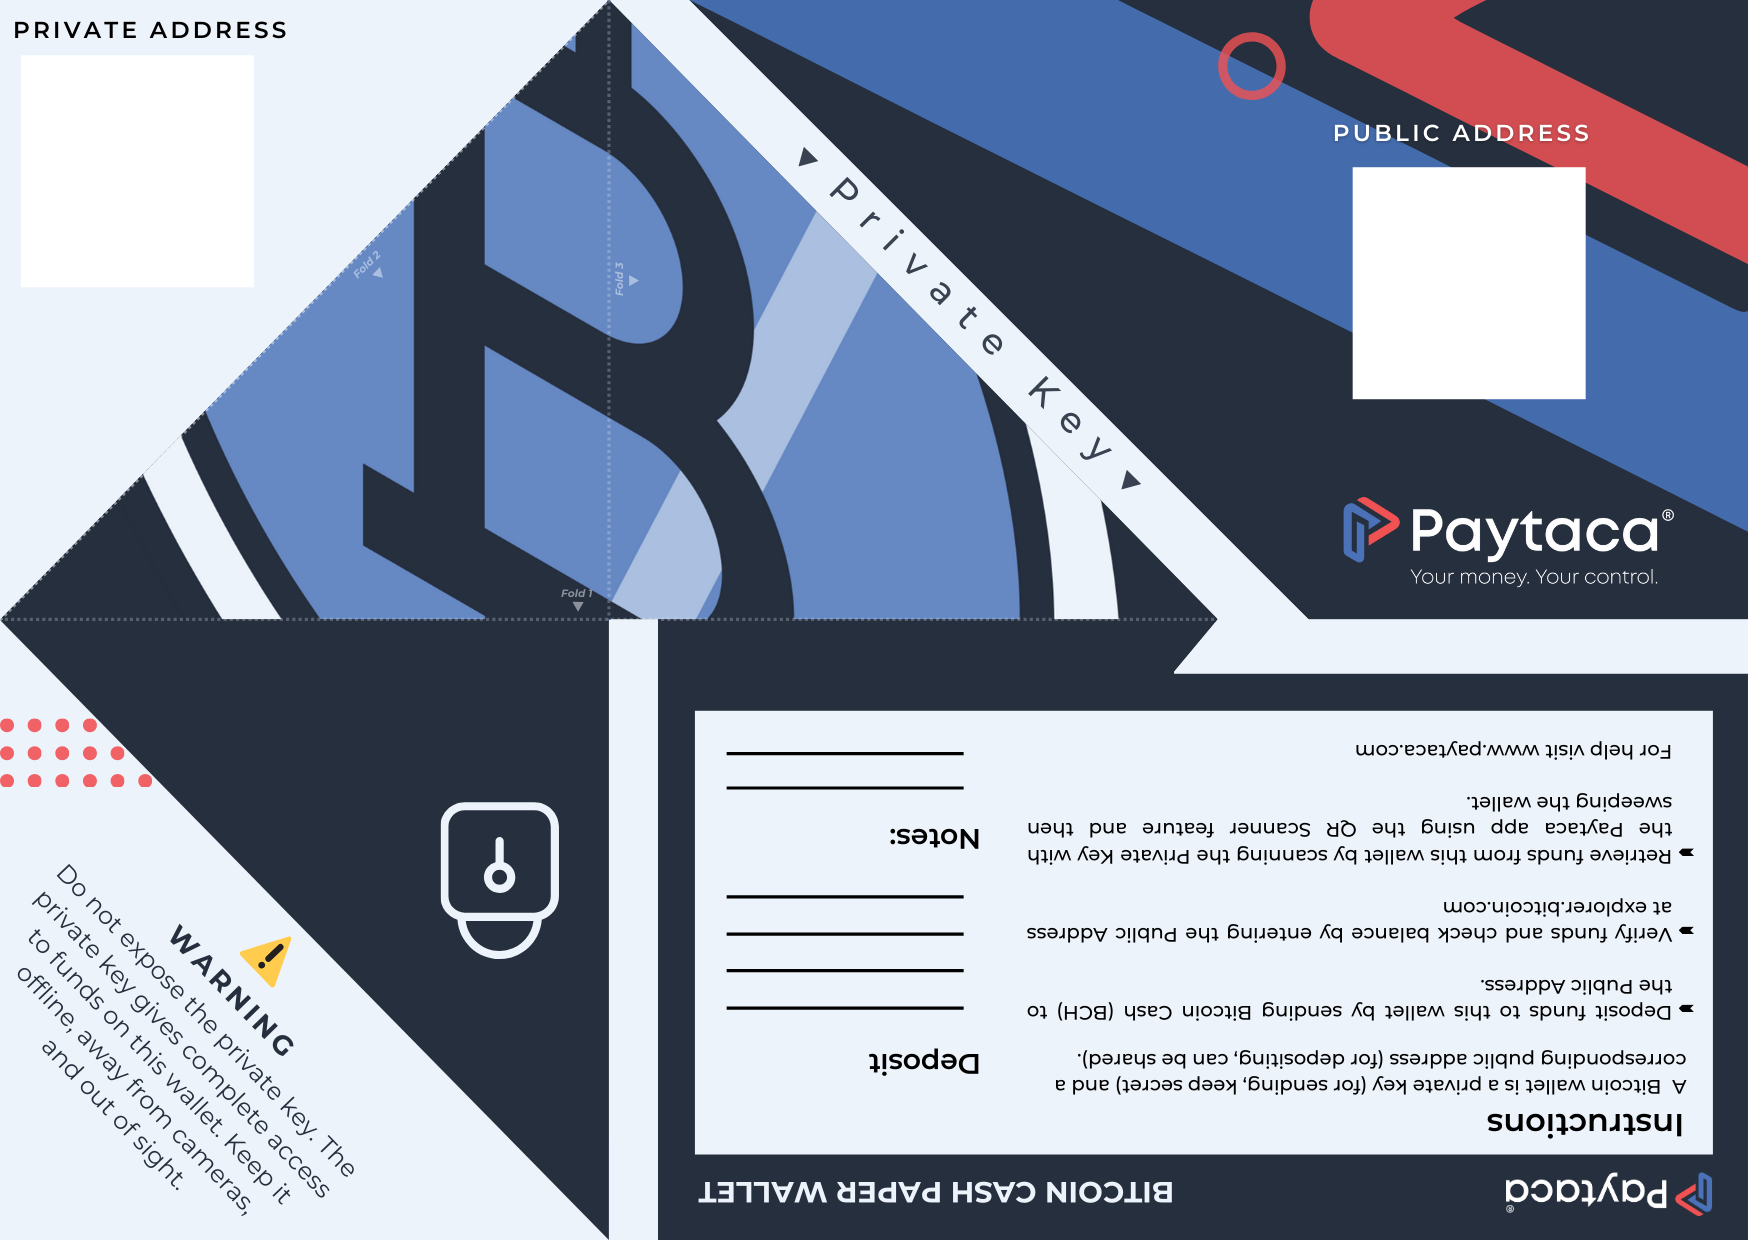 PRIVATE ADDRESS
PUBLIC ADDRESS
Private Key
Fold 2
Fold 3
Fold 1
Paytaca®
Your money. Your control.
WARNING
Do not expose the private key. The
private key gives complete access
to funds on this wallet. Keep it
offline, away from cameras,
and out of sight.
Paytaca®
BITCOIN CASH PAPER WALLET
Instructions
A Bitcoin wallet is a private key (for sending, keep secret) and a
corresponding public address (for depositing, can be shared).
Deposit funds to this wallet by sending Bitcoin Cash (BCH) to
the Public Address.
Verify funds and check balance by entering the Public Address
at explorer.bitcoin.com
Retrieve funds from this wallet by scanning the Private Key with
the Paytaca app using the QR Scanner feature and then
sweeping the wallet.
For help visit www.paytaca.com
Deposit
Notes: